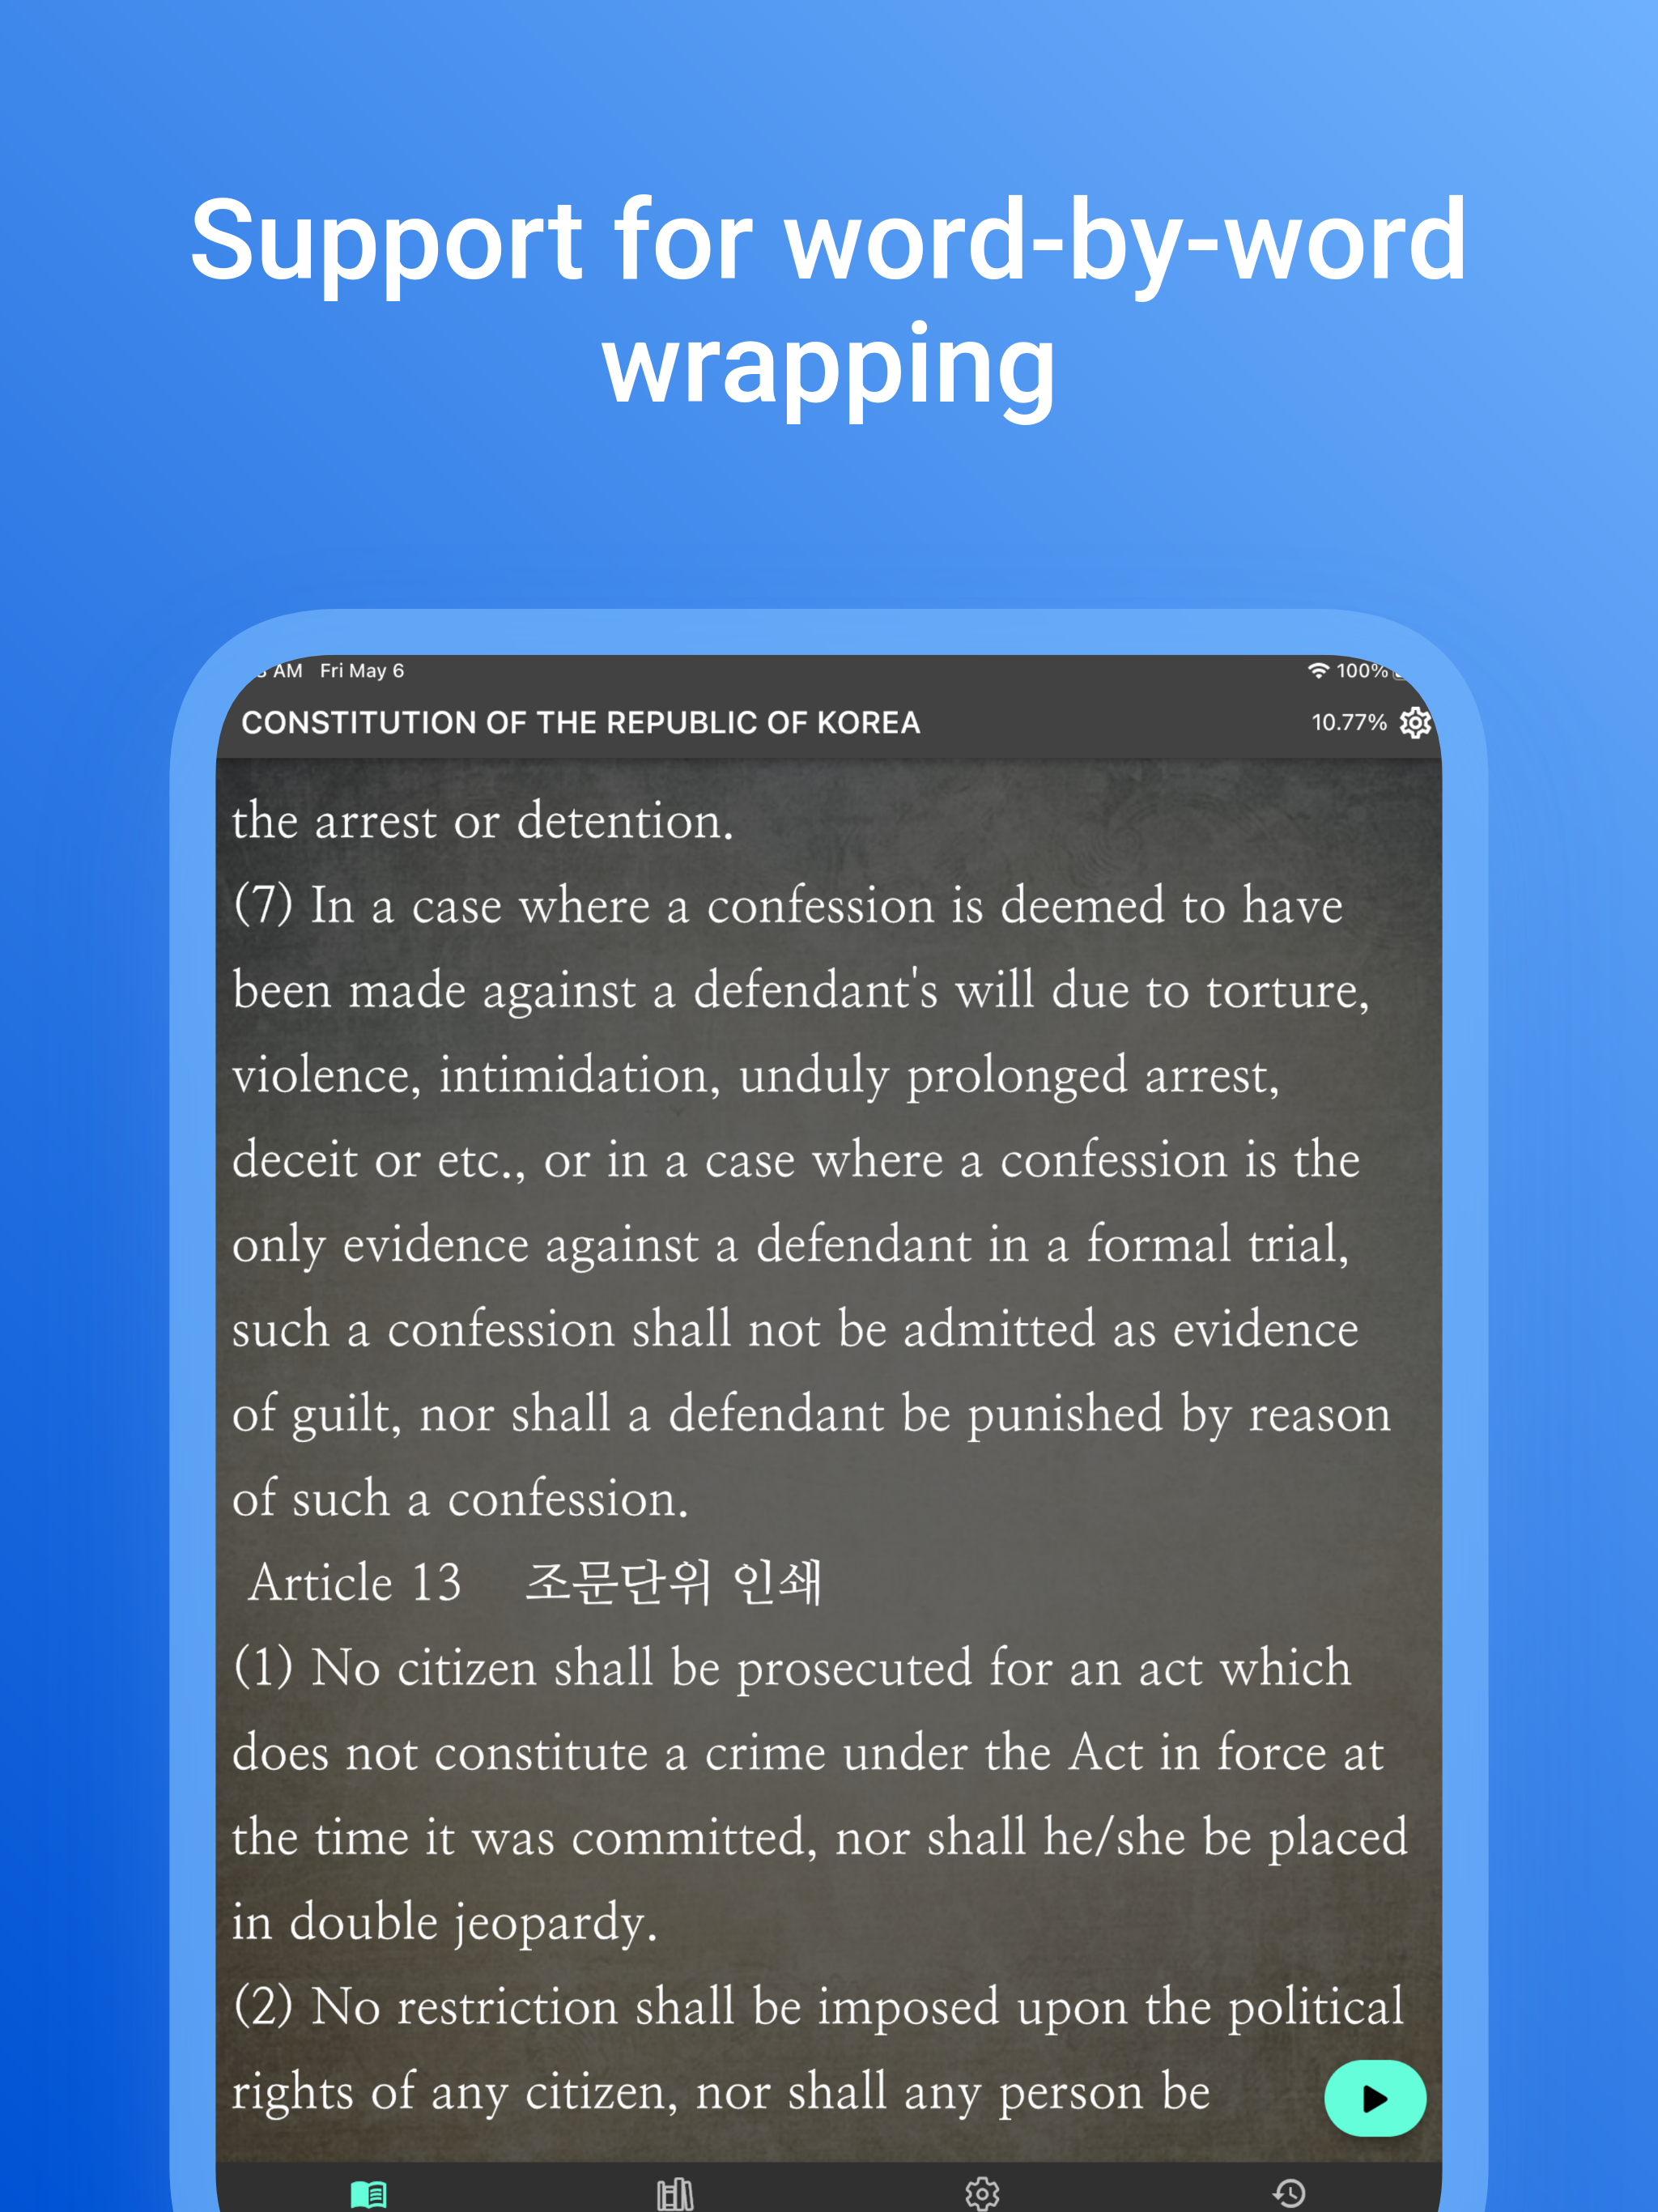 Support for word-by-word
wrapping
AM Fri May 6
100%
CONSTITUTION OF THE REPUBLIC OF KOREA
10.77%
the arrest or detention.
(7) In a case where a confession is deemed to have
been made against a defendant's will due to torture,
violence, intimidation, unduly prolonged arrest,
deceit or etc., or in a case where a confession is the
only evidence against a defendant in a formal trial,
such a confession shall not be admitted as evidence
of guilt, nor shall a defendant be punished by reason
of such a confession.
Article 13 조문단위 인쇄
(1) No citizen shall be prosecuted for an act which
does not constitute a crime under the Act in force at
the time it was committed, nor shall he/she be placed
in double jeopardy.
(2) No restriction shall be imposed upon the political
rights of any citizen, nor shall any person be